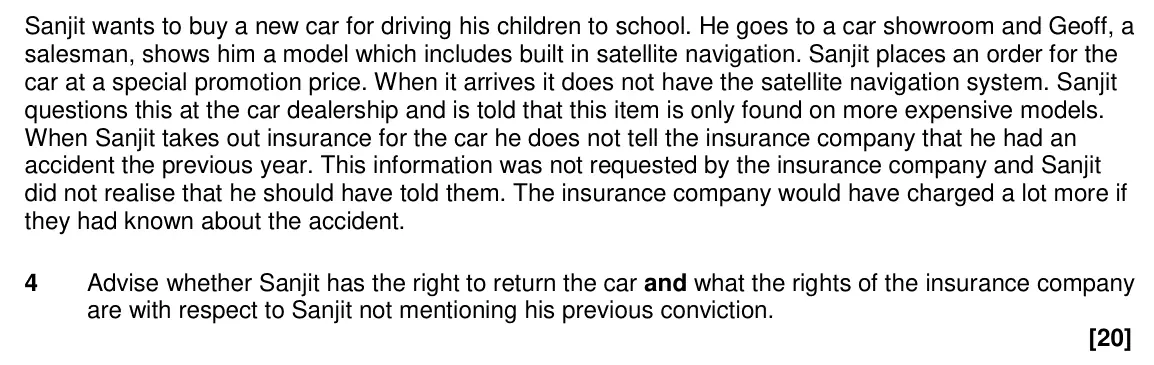 Sanjit wants to buy a new car for driving his children to school. He goes to a car showroom and Geoff, a
salesman, shows him a model which includes built in satellite navigation. Sanjit places an order for the
car at a special promotion price. When it arrives it does not have the satellite navigation system. Sanjit
questions this at the car dealership and is told that this item is only found on more expensive models.
When Sanjit takes out insurance for the car he does not tell the insurance company that he had an
accident the previous year. This information was not requested by the insurance company and Sanjit
did not realise that he should have told them. The insurance company would have charged a lot more if
they had known about the accident.
4 Advise whether Sanjit has the right to return the car and what the rights of the insurance company
are with respect to Sanjit not mentioning his previous conviction.
[20]